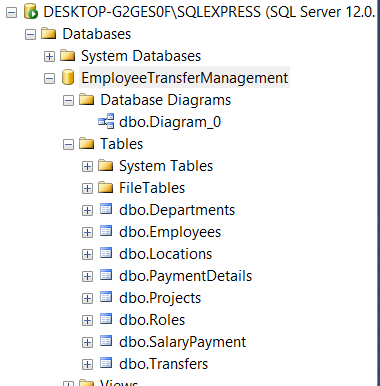 DESKTOP-G2GES0F\SQLEXPRESS (SQL Server 12.0.
Databases
System Databases
EmployeeTransferManagement
Database Diagrams
dbo.Diagram_0
Tables
System Tables
FileTables
dbo.Departments
dbo.Employees
dbo.Locations
dbo.PaymentDetails
dbo.Projects
dbo.Roles
dbo.SalaryPayment
dbo.Transfers
Views